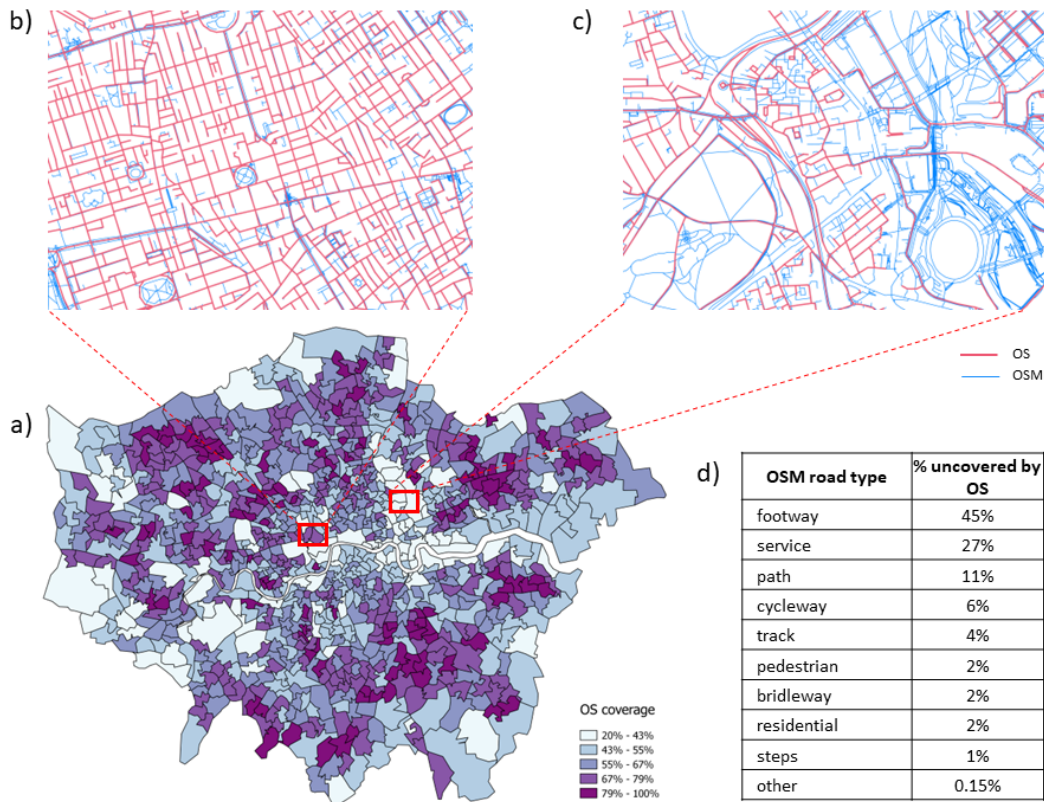 b)
c)
OS
OSM
a)
OS coverage
20% - 43%
43% - 55%
55% - 67%
67% - 79%
79% - 100%
d)
OSM road type % uncovered by OS
footway 45%
service 27%
path 11%
cycleway 6%
track 4%
pedestrian 2%
bridleway 2%
residential 2%
steps 1%
other 0.15%